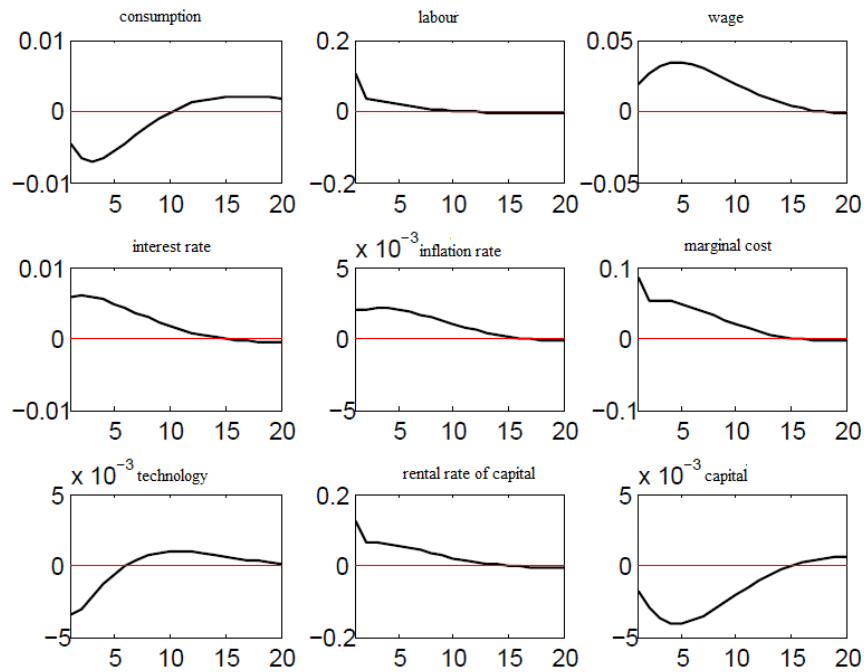 consumption labour wage
0.01 0.2 0.05
0 0 0
−0.01 −0.2 −0.05
5 10 15 20 5 10 15 20 5 10 15 20
interest rate x 10⁻³ inflation rate marginal cost
0.01 5 0.1
0 0 0
−0.01 −5 −0.1
5 10 15 20 5 10 15 20 5 10 15 20
x 10⁻³ technology rental rate of capital x 10⁻³ capital
5 0.2 5
0 0 0
−5 −0.2 −5
5 10 15 20 5 10 15 20 5 10 15 20